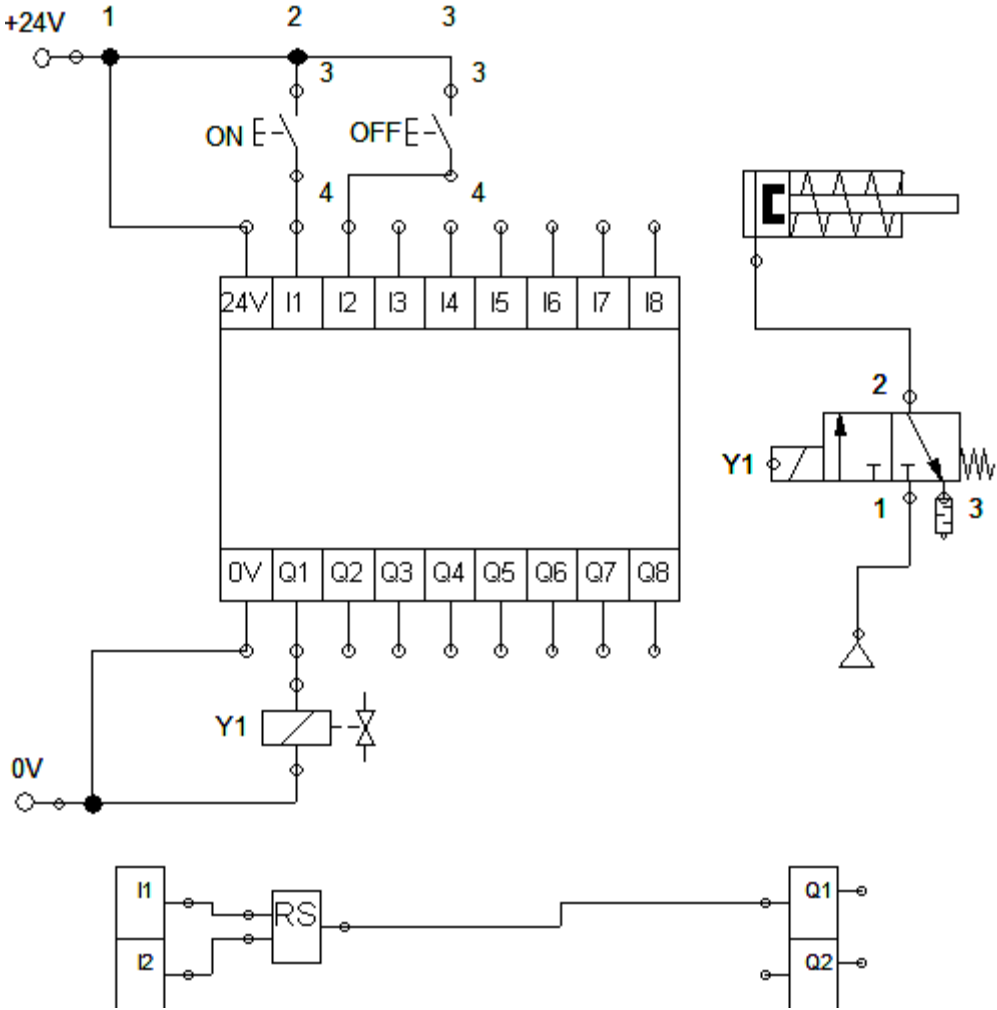 +24V 1 2 3
3 3
ON OFF
4 4
24V I1 I2 I3 I4 I5 I6 I7 I8
2
Y1
1 3
0V Q1 Q2 Q3 Q4 Q5 Q6 Q7 Q8
Y1
0V
I1 RS Q1
I2 Q2